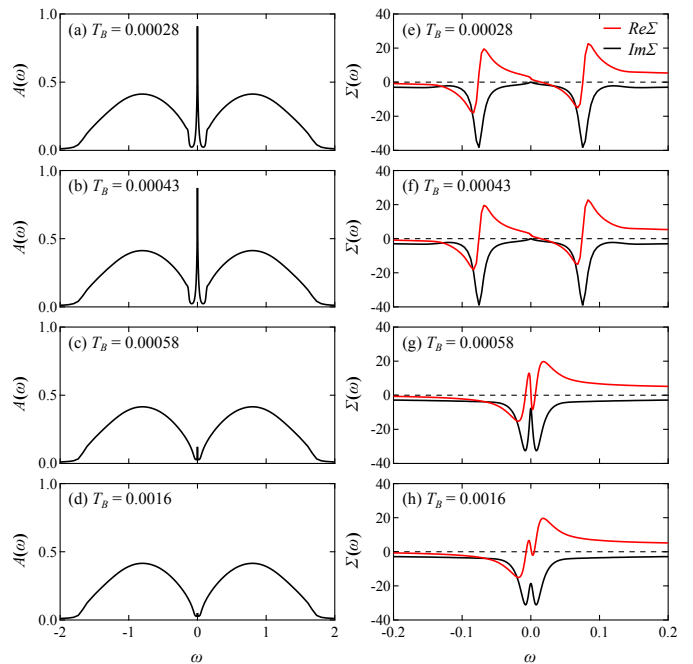 1.0
(a) T_B = 0.00028
A(ω)
0.5
0.0
(e) T_B = 0.00028
ReΣ
ImΣ
Σ(ω)
20
0
-20
-40
1.0
(b) T_B = 0.00043
A(ω)
0.5
0.0
40
(f) T_B = 0.00043
Σ(ω)
20
0
-20
-40
1.0
(c) T_B = 0.00058
A(ω)
0.5
0.0
40
(g) T_B = 0.00058
Σ(ω)
20
0
-20
-40
1.0
(d) T_B = 0.0016
A(ω)
0.5
0.0
-2 -1 0 1 2
ω
40
(h) T_B = 0.0016
Σ(ω)
20
0
-20
-40
-0.2 -0.1 0.0 0.1 0.2
ω